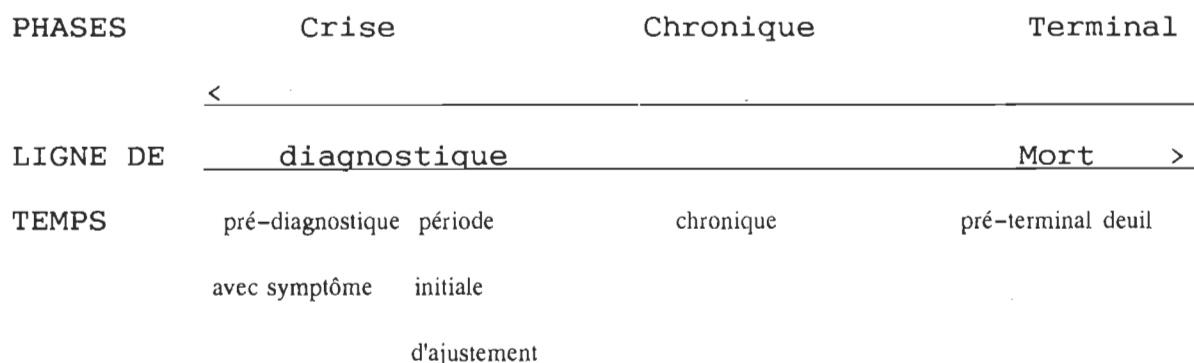 PHASES Crise Chronique Terminal
<
LIGNE DE diagnostique Mort >
TEMPS pré-diagnostique période chronique pré-terminal deuil
avec symptôme initiale
d'ajustement